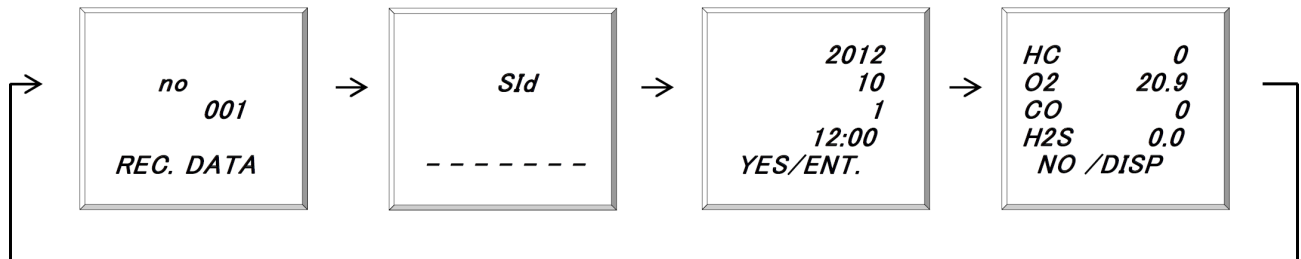 no
001
REC. DATA
SId
- - - - - - -
2012
10
1
12:00
YES/ENT.
HC 0
O2 20.9
CO 0
H2S 0.0
NO /DISP